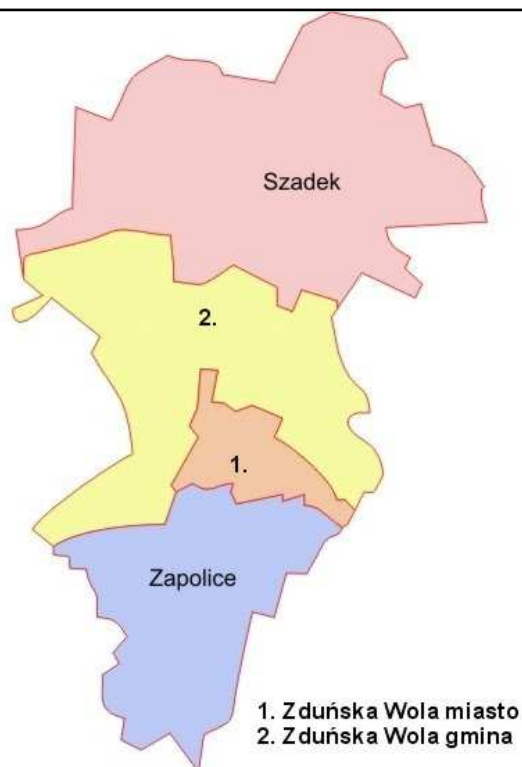 Szadek
2.
1.
Zapolice
1. Zduńska Wola miasto
2. Zduńska Wola gmina